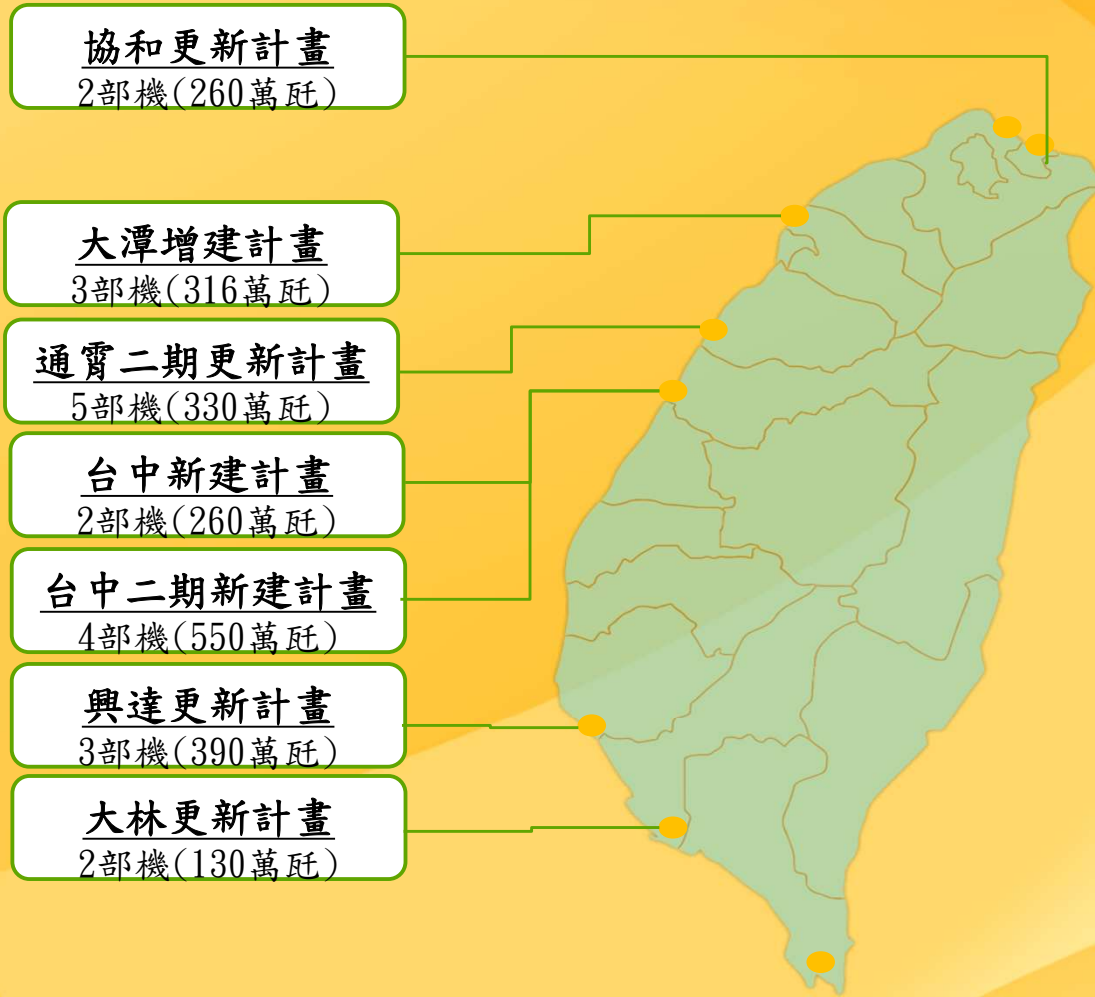 協和更新計畫
2部機(260萬瓩)
大潭增建計畫
3部機(316萬瓩)
通霄二期更新計畫
5部機(330萬瓩)
台中新建計畫
2部機(260萬瓩)
台中二期新建計畫
4部機(550萬瓩)
興達更新計畫
3部機(390萬瓩)
大林更新計畫
2部機(130萬瓩)